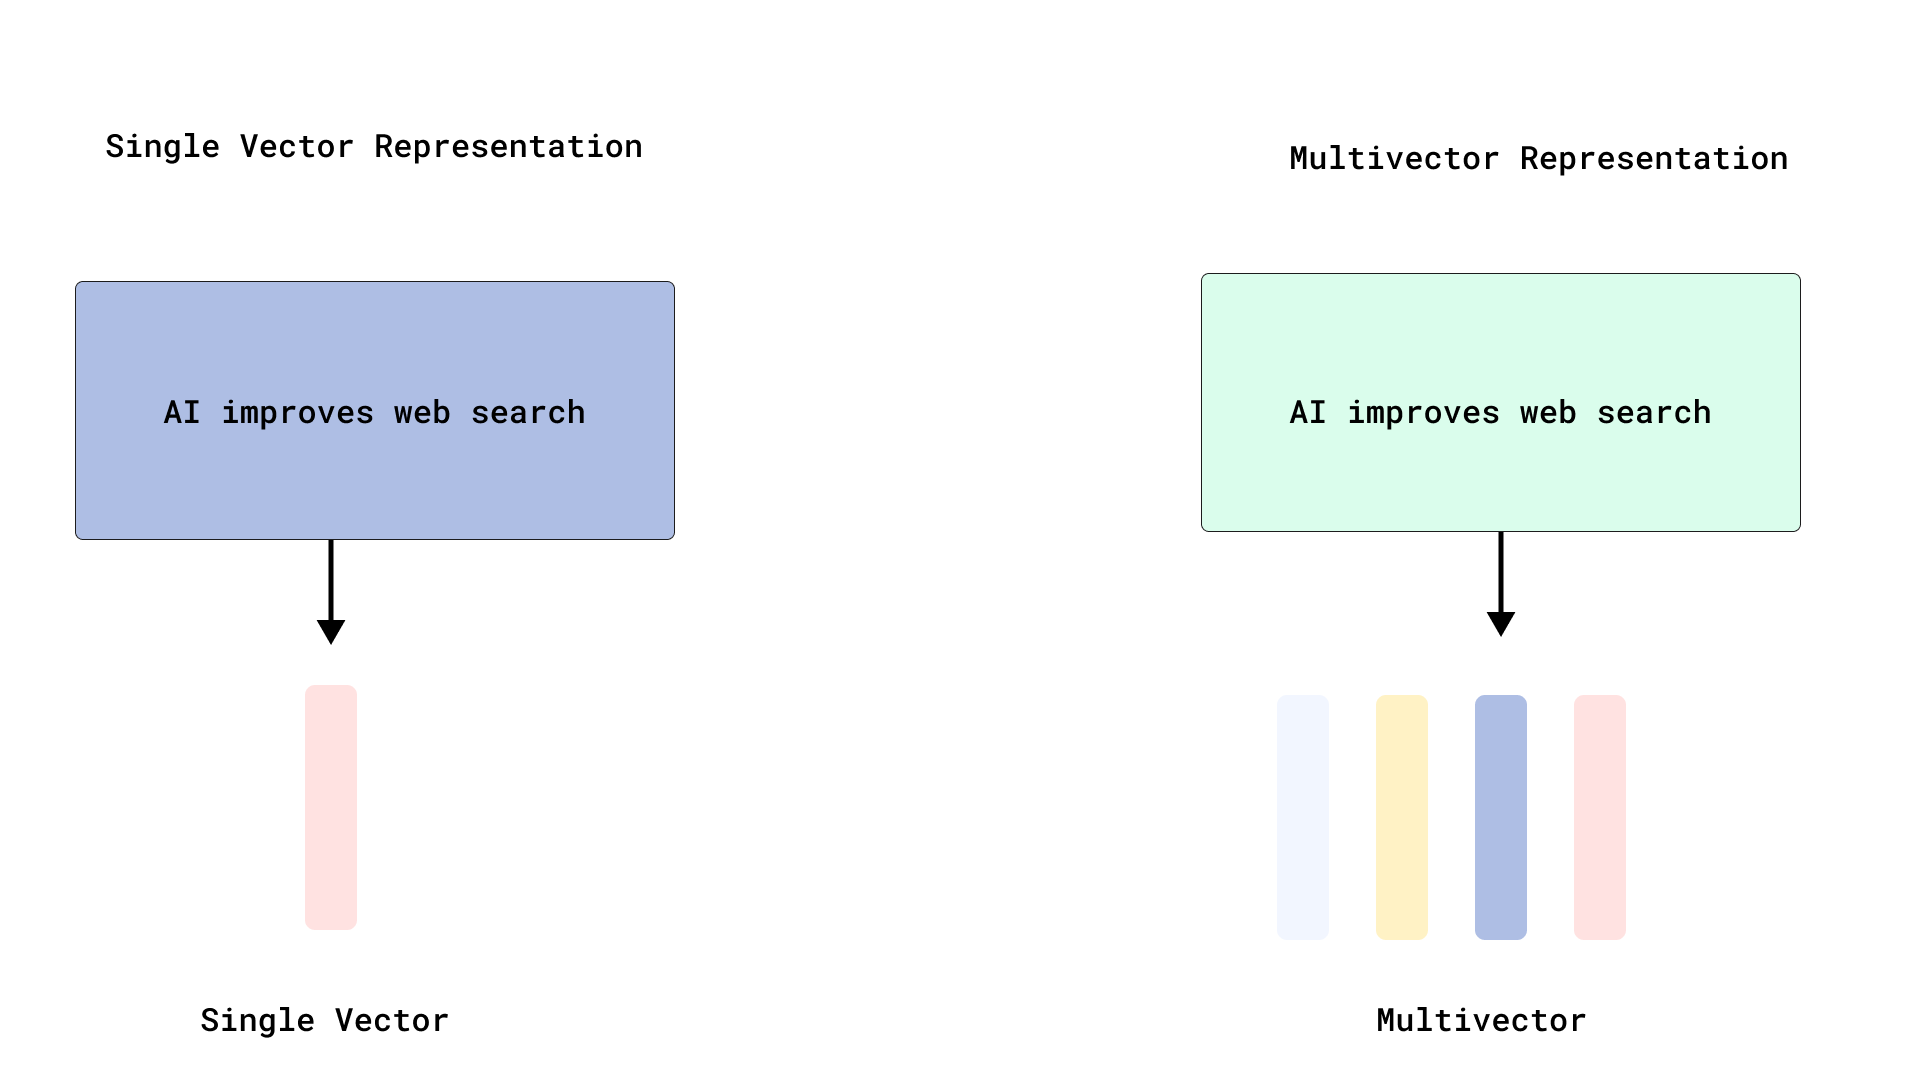 Single Vector Representation
Multivector Representation
AI improves web search
AI improves web search
Single Vector
Multivector